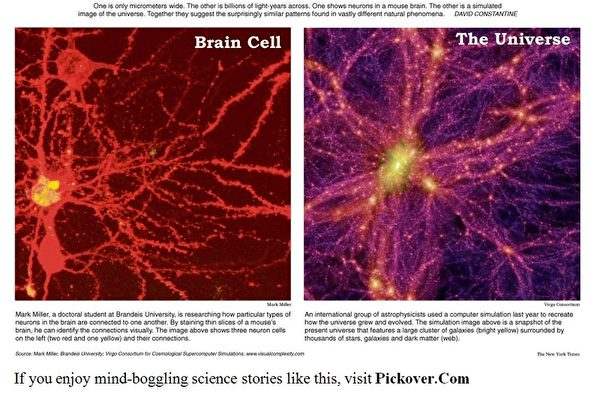 One is only micrometers wide. The other is billions of light-years across. One shows neurons in a mouse brain. The other is a simulated
image of the universe. Together they suggest the surprisingly similar patterns found in vastly different natural phenomena. DAVID CONSTANTINE
Brain Cell
The Universe
Mark Miller
Virgo Consortium
Mark Miller, a doctoral student at Brandeis University, is researching how particular types of
neurons in the brain are connected to one another. By staining thin slices of a mouse's
brain, he can identify the connections visually. The image above shows three neuron cells
on the left (two red and one yellow) and their connections.
An international group of astrophysicists used a computer simulation last year to recreate
how the universe grew and evolved. The simulation image above is a snapshot of the
present universe that features a large cluster of galaxies (bright yellow) surrounded by
thousands of stars, galaxies and dark matter (web).
Source: Mark Miller, Brandeis University; Virgo Consortium for Cosmological Supercomputer Simulations; www.visualcomplexity.com
The New York Times
If you enjoy mind-boggling science stories like this, visit Pickover.Com